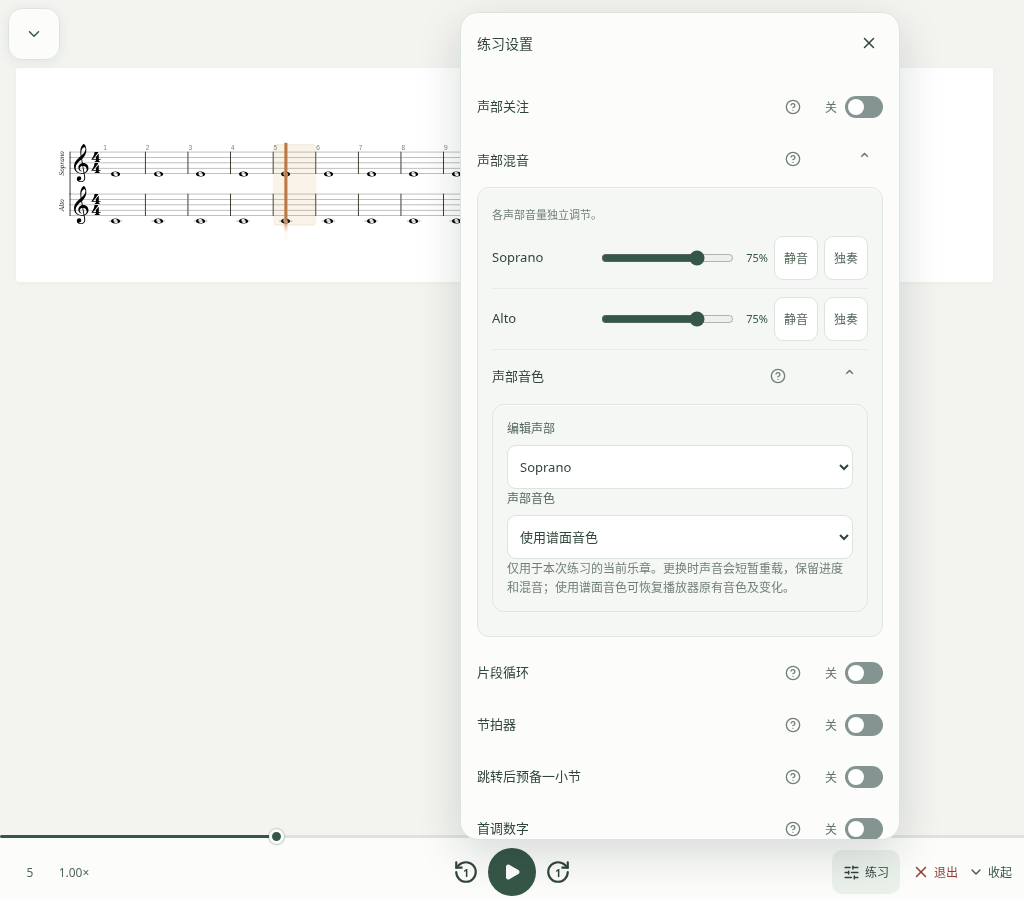 练习设置
声部关注
关
声部混音
各声部音量独立调节。
Soprano
75%
静音
独奏
Alto
75%
静音
独奏
声部音色
编辑声部
Soprano
声部音色
使用谱面音色
仅用于本次练习的当前乐章。更换时声音会短暂重载，保留进度
和混音；使用谱面音色可恢复播放器原有音色及变化。
片段循环
关
节拍器
关
跳转后预备一小节
关
首调数字
关
Soprano
Alto
4
4
4
4
1 2 3 4 5 6 7 8 9
5
1.00×
1
1
练习
退出
收起